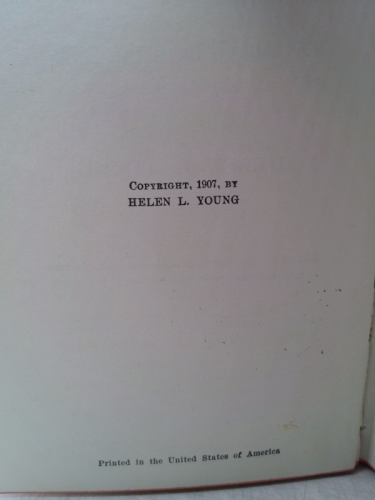 Copyright, 1907, by
HELEN L. YOUNG
Printed in the United States of America